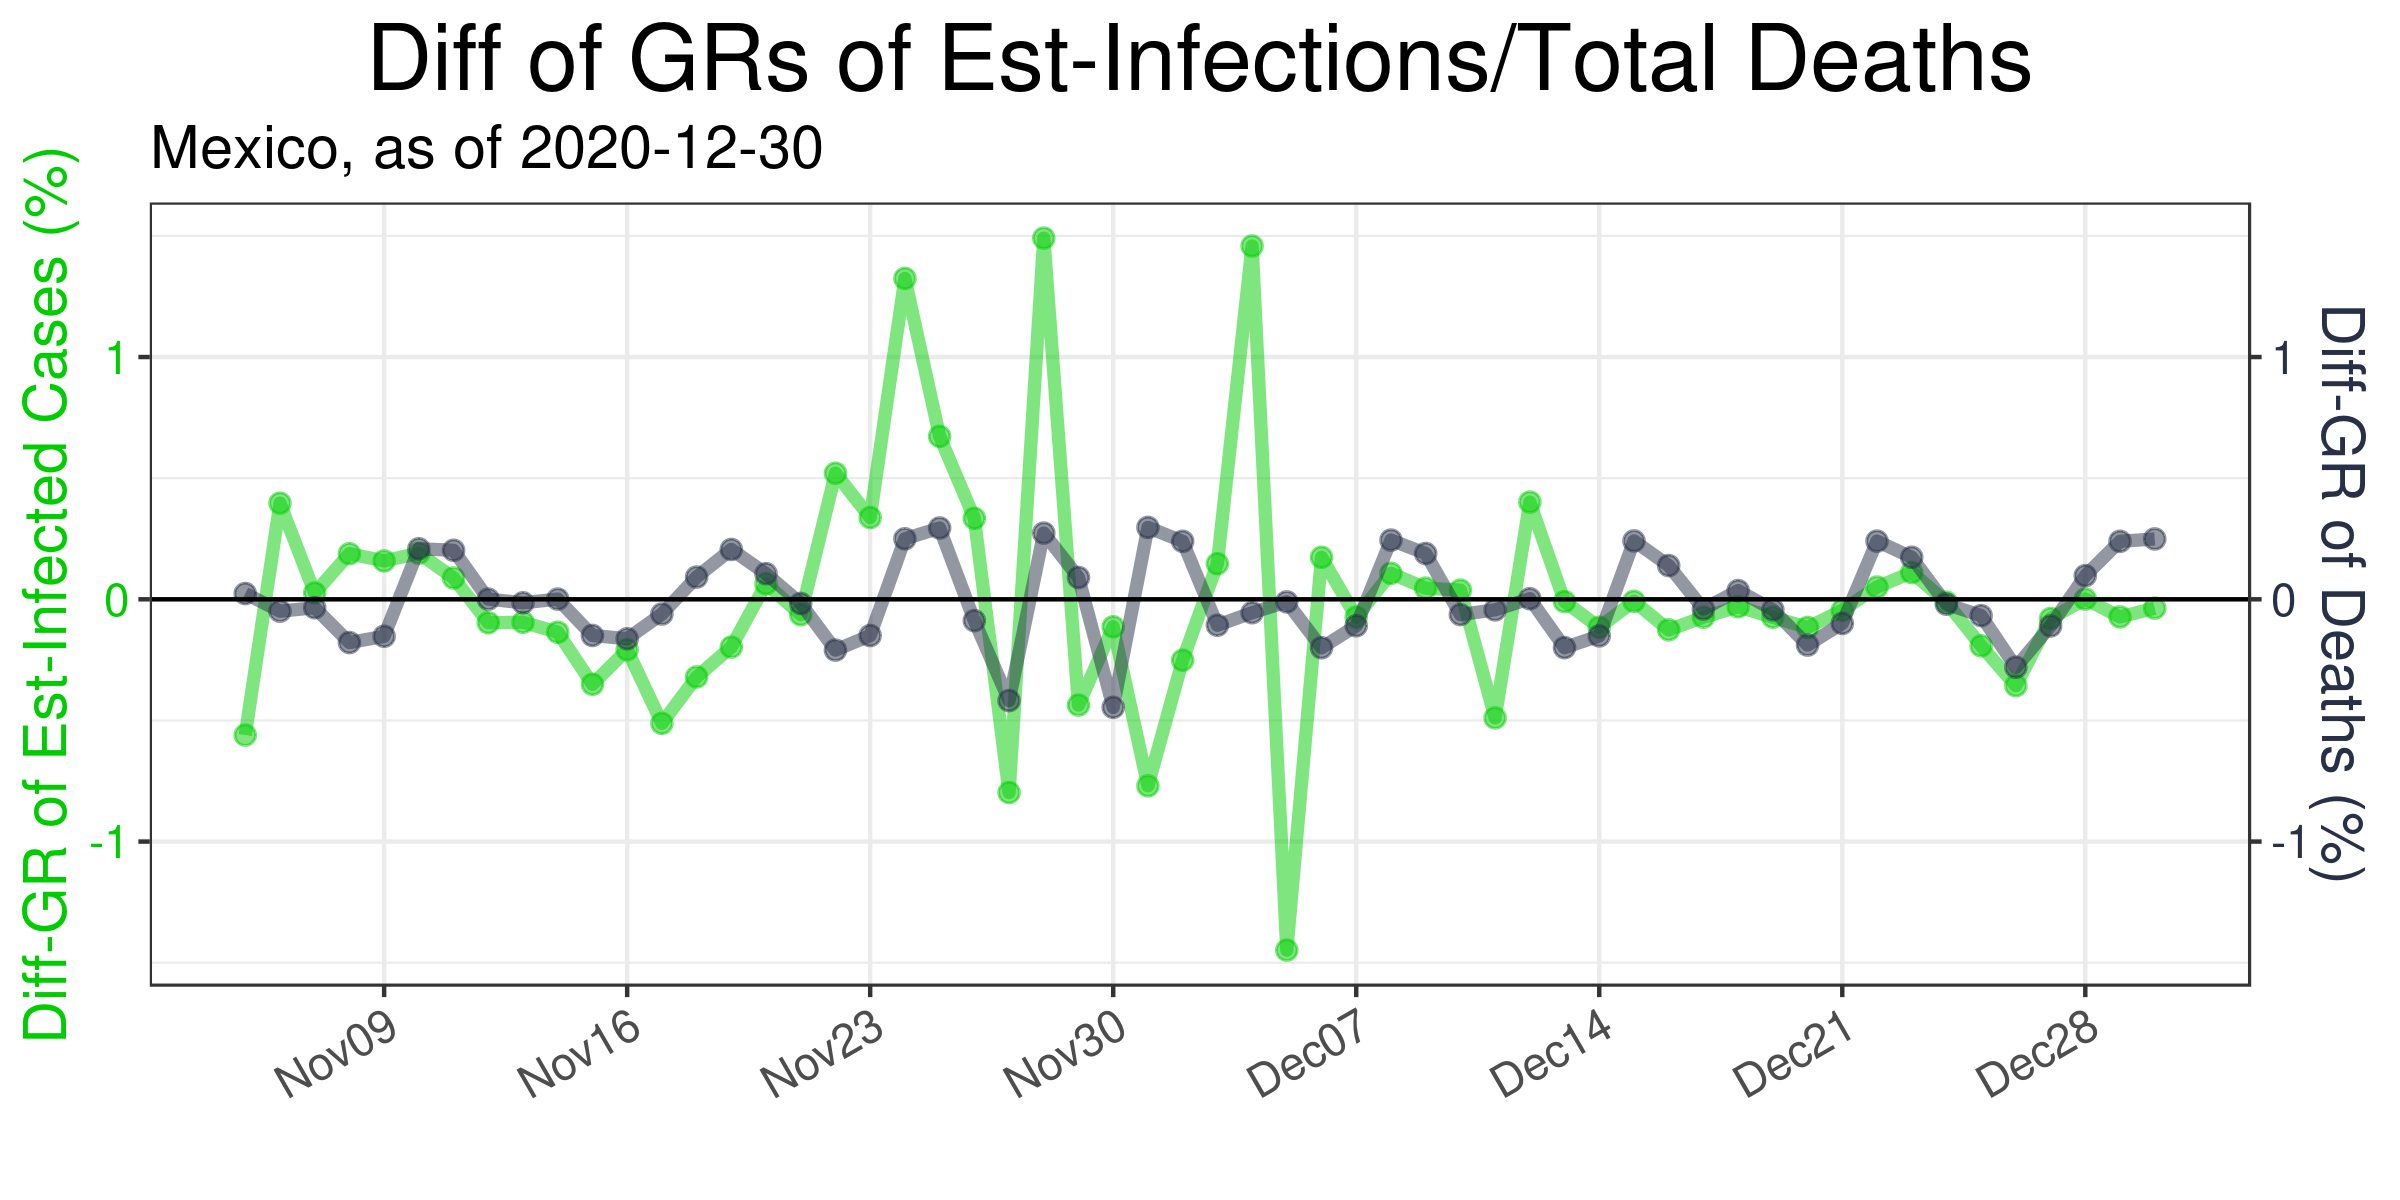 Diff of GRs of Est-Infections/Total Deaths
Mexico, as of 2020-12-30
Diff-GR of Est-Infected Cases (%)
1
0
-1
1
0
-1
Diff-GR of Deaths (%)
Nov09
Nov16
Nov23
Nov30
Dec07
Dec14
Dec21
Dec28